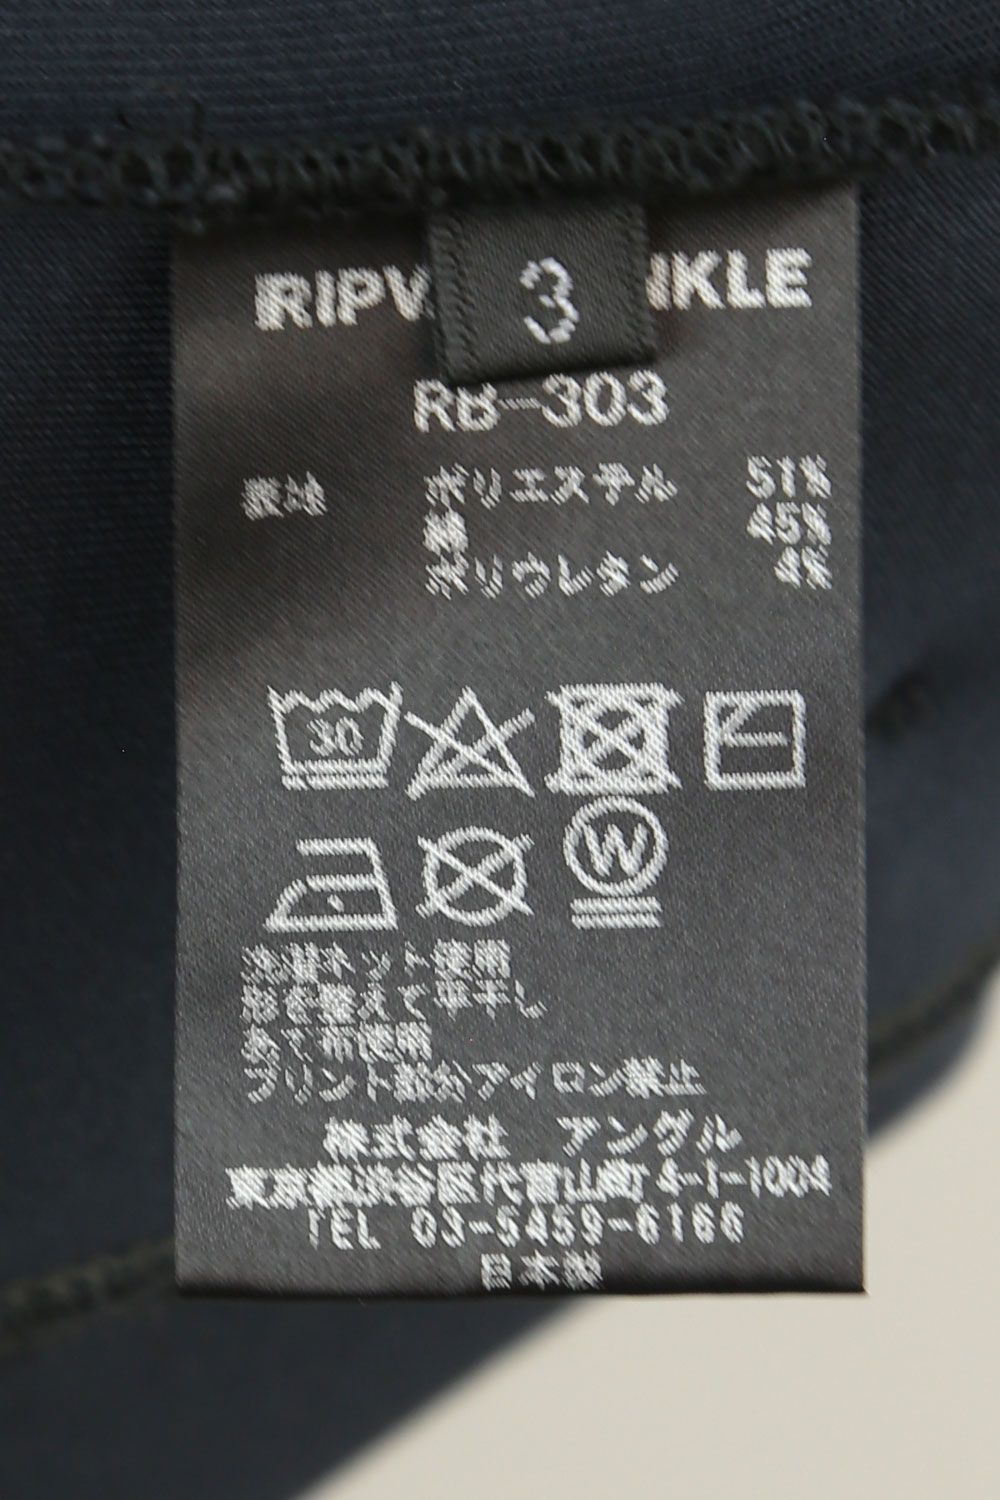 RIPV
3
NKLE
RB-303
表地 ポリエステル 51%
綿 45%
ポリウレタン 4%
30
W
洗濯ネット使用
形を整えて平干し
あて布使用
プリント部分アイロン禁止
株式会社 アングル
東京都渋谷区代官山町4-1-1004
TEL 03-5459-6166
日本製